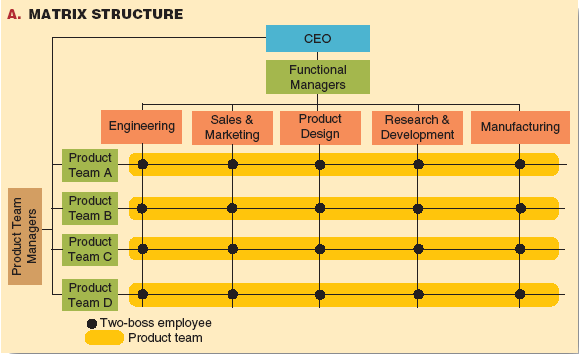 A. MATRIX STRUCTURE
CEO
Functional
Managers
Engineering
Sales &
Marketing
Product
Design
Research &
Development
Manufacturing
Product Team
Managers
Product
Team A
Product
Team B
Product
Team C
Product
Team D
Two-boss employee
Product team